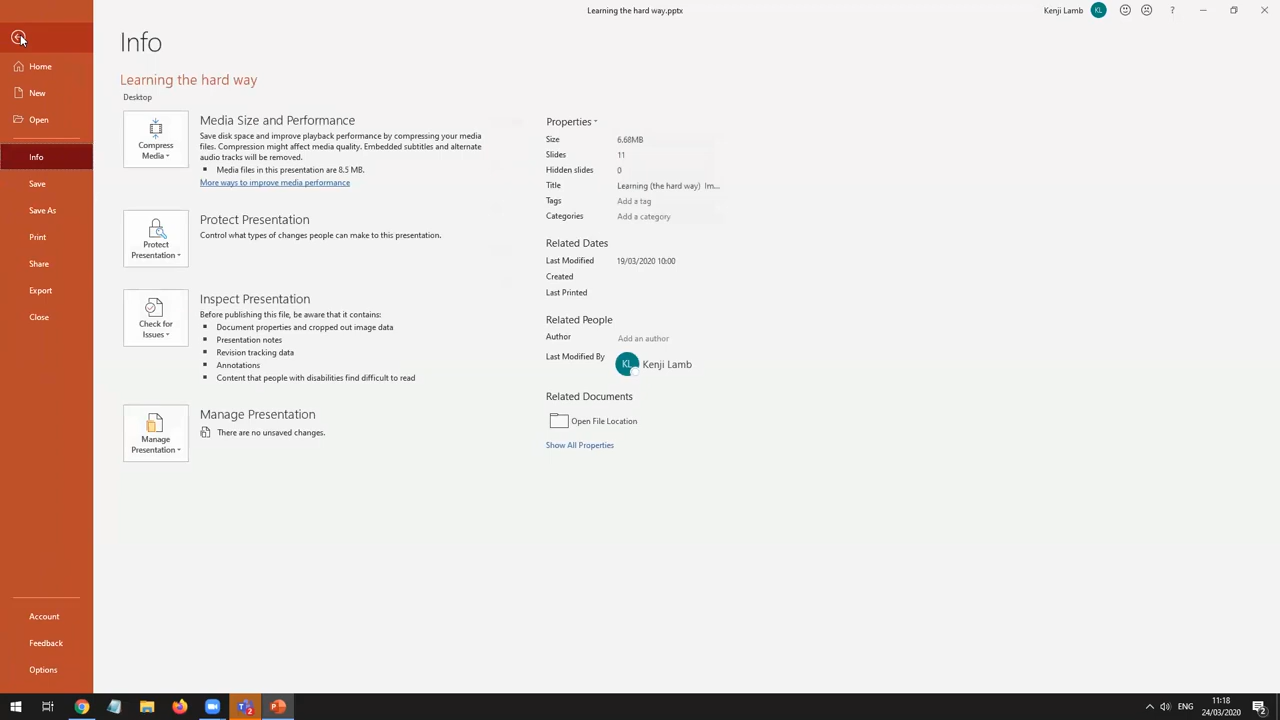 Learning the hard way.pptx
Kenji Lamb
KL
?
Info
Home
New
Open
Info
Save
Save As
Print
Share
Export
Close
Account
Feedback
Options
Learning the hard way
Desktop
Compress
Media
Media Size and Performance
Save disk space and improve playback performance by compressing your media
files. Compression might affect media quality. Embedded subtitles and alternate
audio tracks will be removed.
Media files in this presentation are 8.5 MB.
More ways to improve media performance
Protect
Presentation
Protect Presentation
Control what types of changes people can make to this presentation.
Check for
Issues
Inspect Presentation
Before publishing this file, be aware that it contains:
Document properties and cropped out image data
Presentation notes
Revision tracking data
Annotations
Content that people with disabilities find difficult to read
Manage
Presentation
Manage Presentation
There are no unsaved changes.
Properties
Size 6.68MB
Slides 11
Hidden slides 0
Title Learning (the hard way) Im...
Tags Add a tag
Categories Add a category
Related Dates
Last Modified 19/03/2020 10:00
Created
Last Printed
Related People
Author Add an author
Last Modified By KL Kenji Lamb
Related Documents
Open File Location
Show All Properties
ENG
11:18
24/03/2020
2